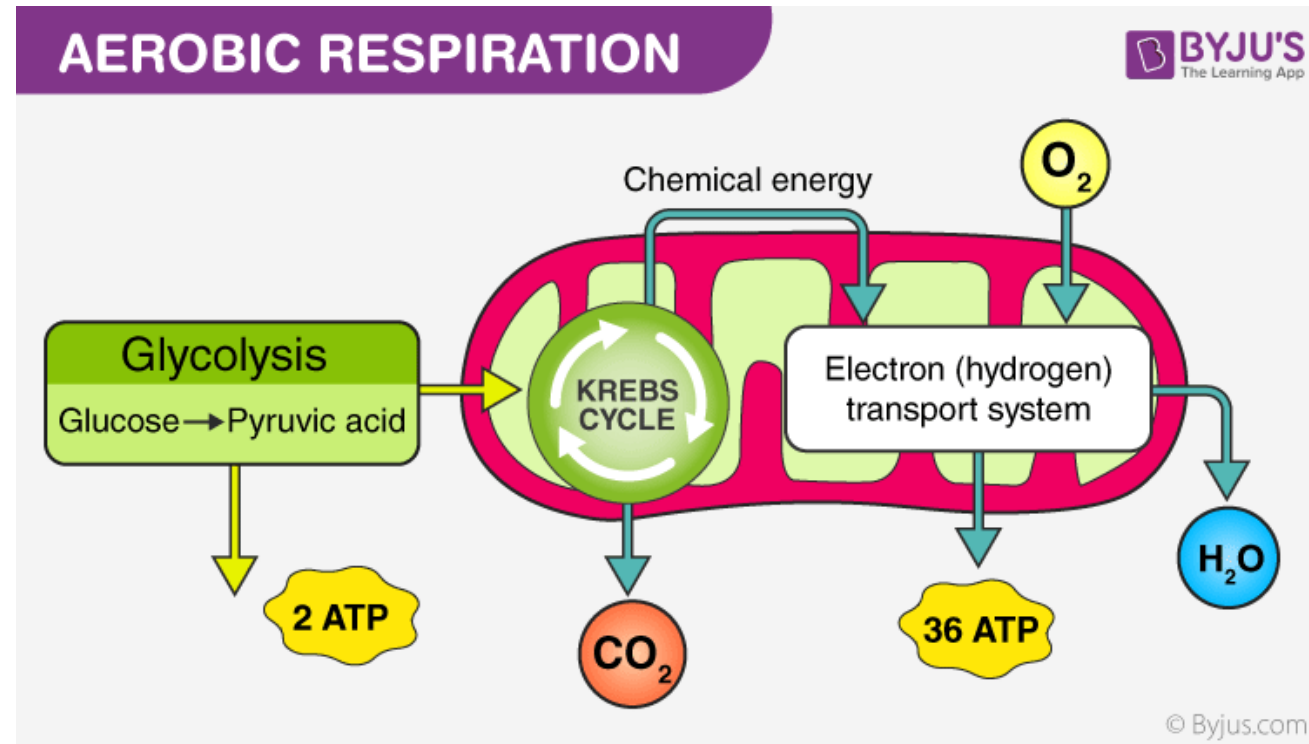 AEROBIC RESPIRATION
BYJU'S
The Learning App
O₂
Chemical energy
Glycolysis
Glucose→Pyruvic acid
KREBS
CYCLE
Electron (hydrogen)
transport system
H₂O
2 ATP
CO₂
36 ATP
© Byjus.com